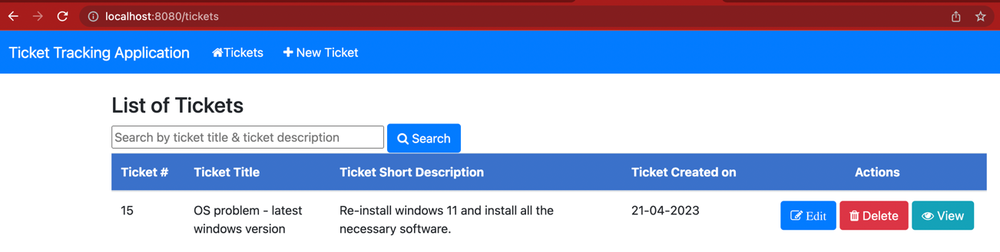 localhost:8080/tickets
Ticket Tracking Application Tickets New Ticket
List of Tickets
Search by ticket title & ticket description Search
Ticket # Ticket Title Ticket Short Description Ticket Created on Actions
15 OS problem - latest Re-install windows 11 and install all the 21-04-2023 Edit Delete View
windows version necessary software.